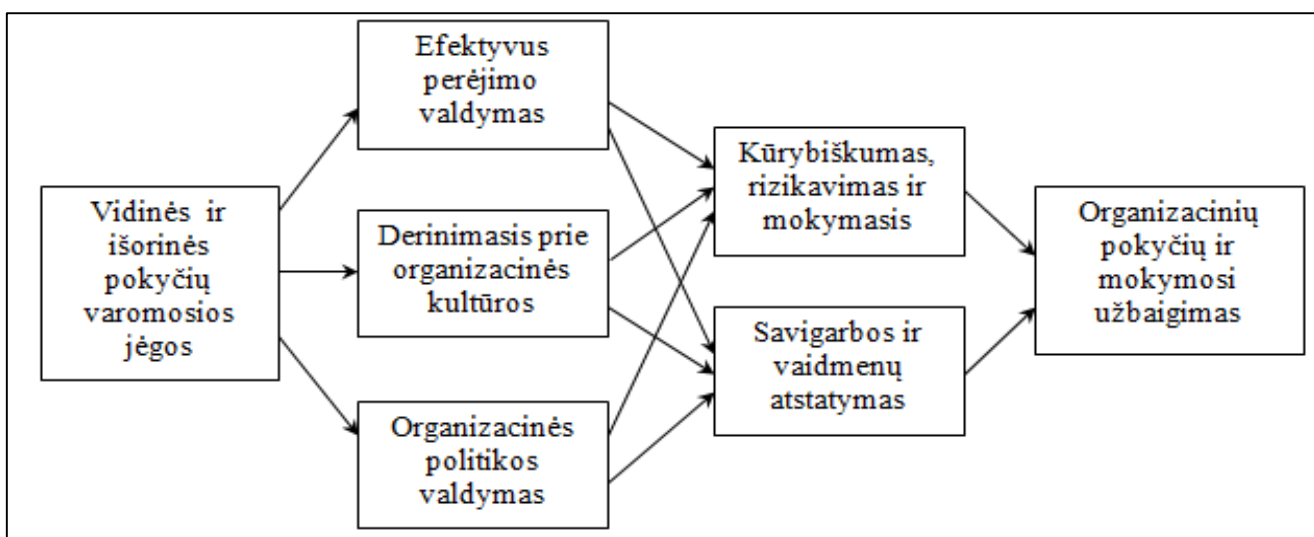 Vidinės ir
išorinės
pokyčių
varomosios
jėgos
Efektyvus
perėjimo
valdymas
Derinimasis prie
organizacinės
kultūros
Organizacinės
politikos
valdymas
Kūrybiškumas,
rizikavimas ir
mokymasis
Savigarbos ir
vaidmenų
atstatymas
Organizacinių
pokyčių ir
mokymosi
užbaigimas